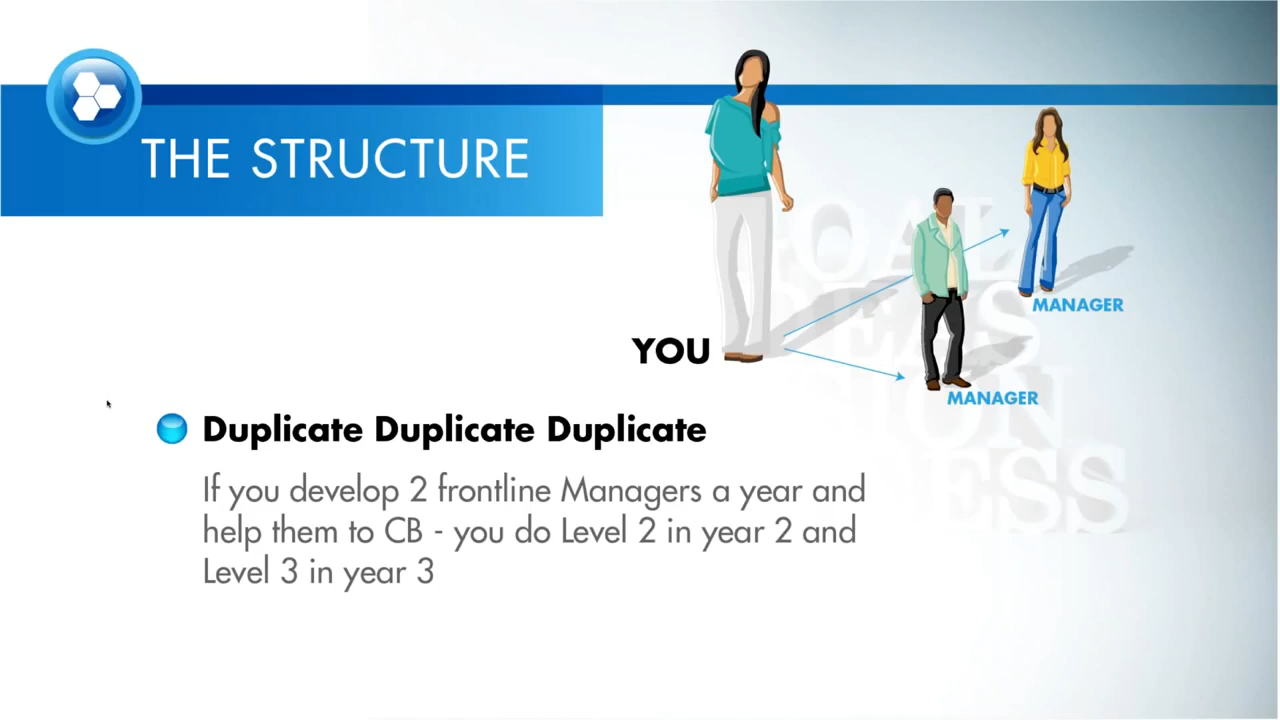 THE STRUCTURE
MANAGER
YOU
MANAGER
Duplicate Duplicate Duplicate
If you develop 2 frontline Managers a year and
help them to CB - you do Level 2 in year 2 and
Level 3 in year 3